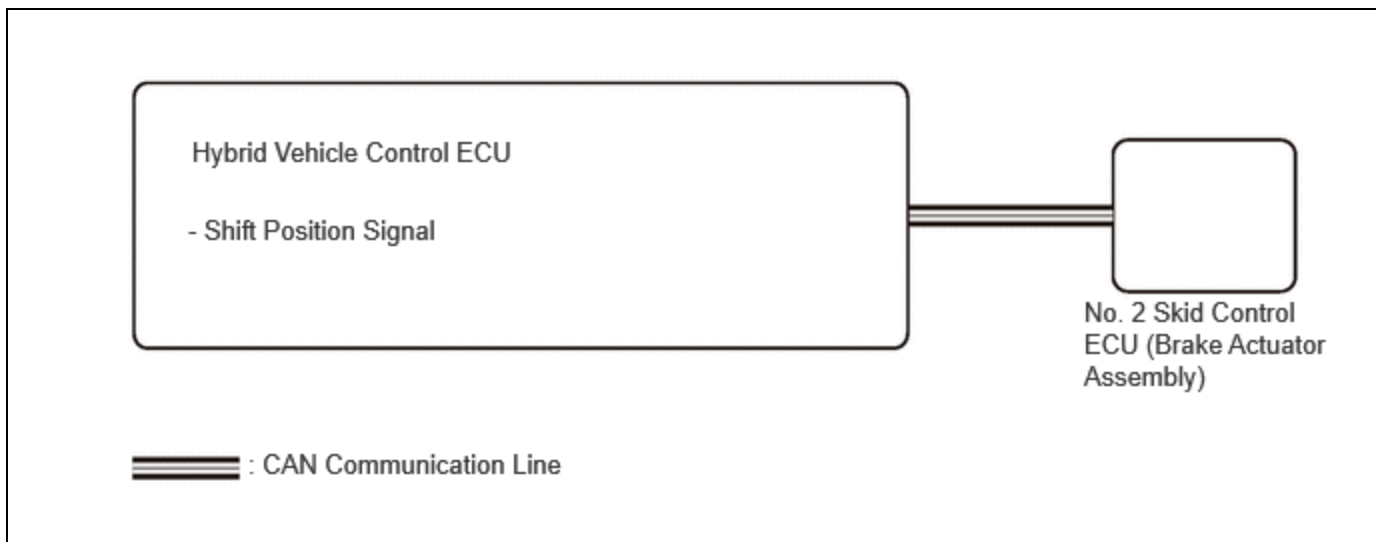 Hybrid Vehicle Control ECU
- Shift Position Signal
No. 2 Skid Control
ECU (Brake Actuator
Assembly)
: CAN Communication Line